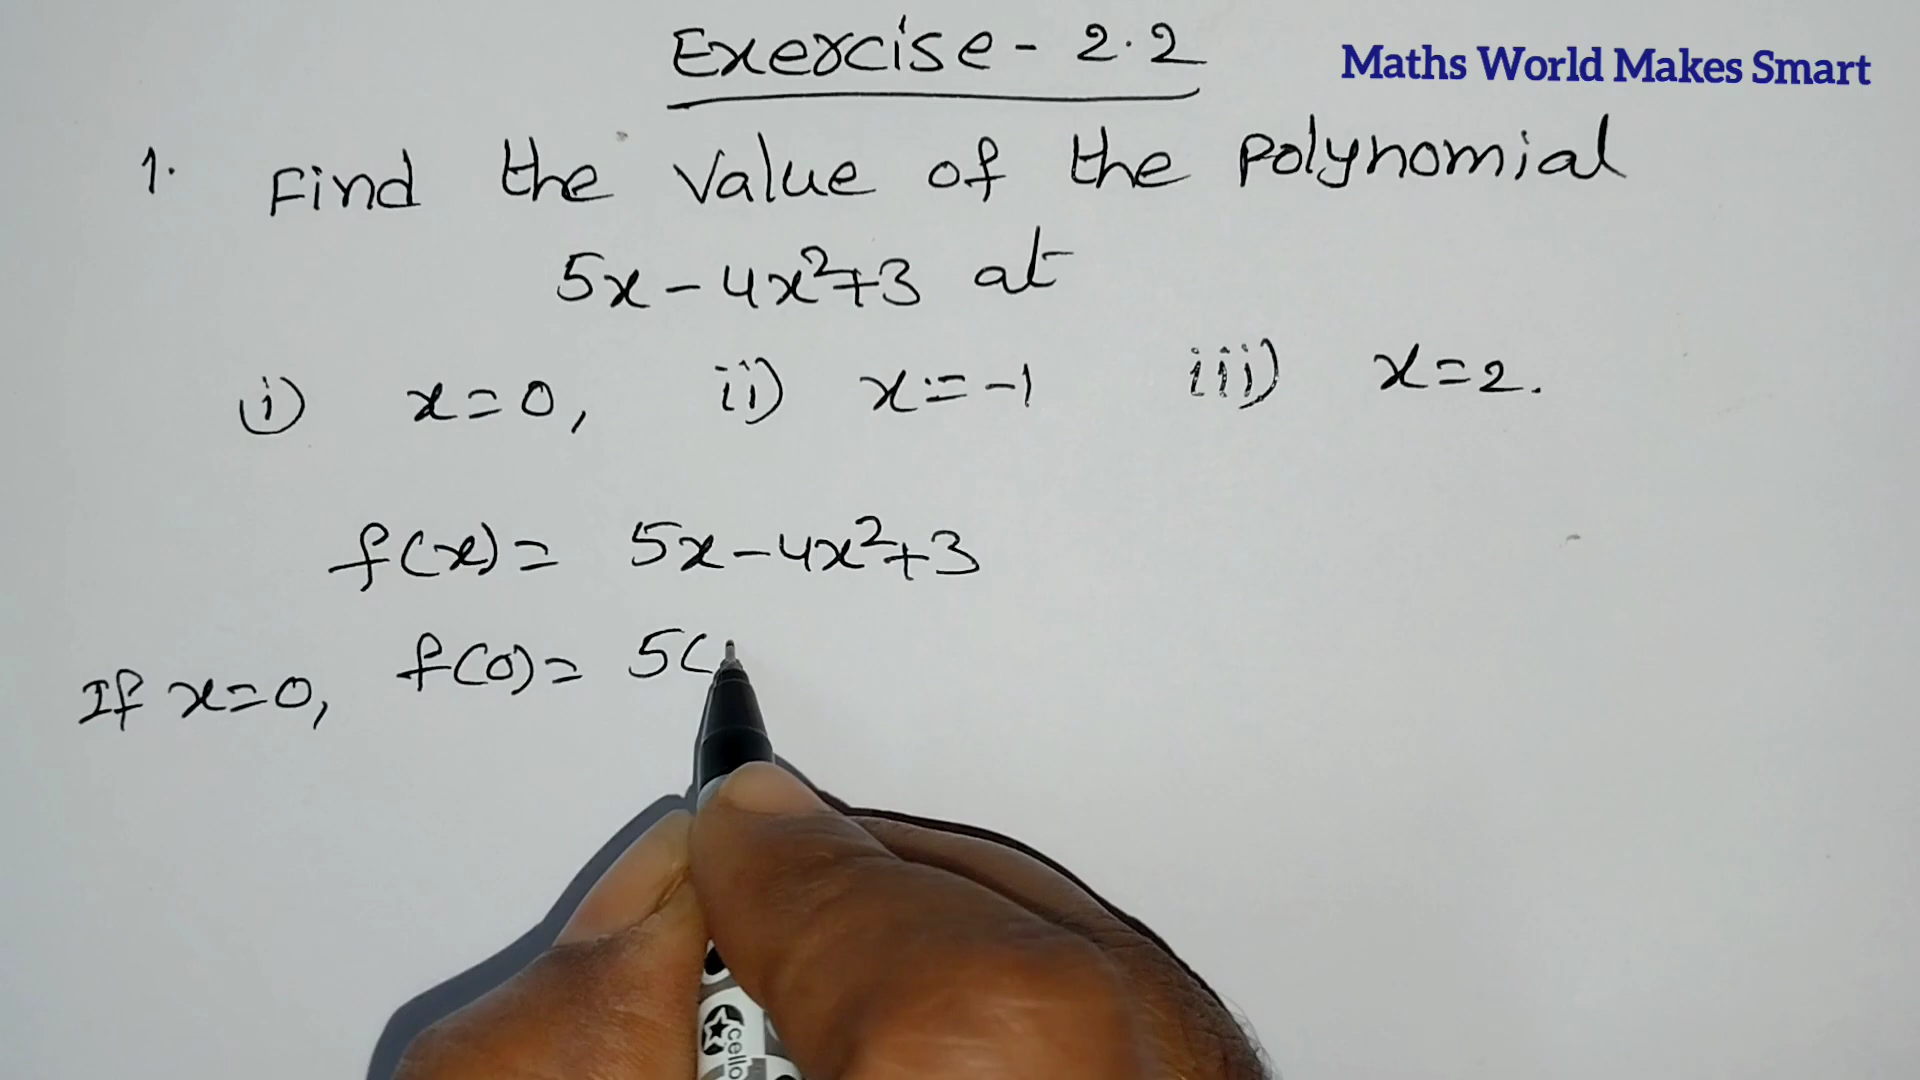 Exercise - 2.2
Maths World Makes Smart
1. Find the value of the polynomial
5x - 4x²+3 at
i) x=0, ii) x=-1 iii) x=2.
f(x) = 5x-4x²+3
If x=0, f(0) = 5(
cello